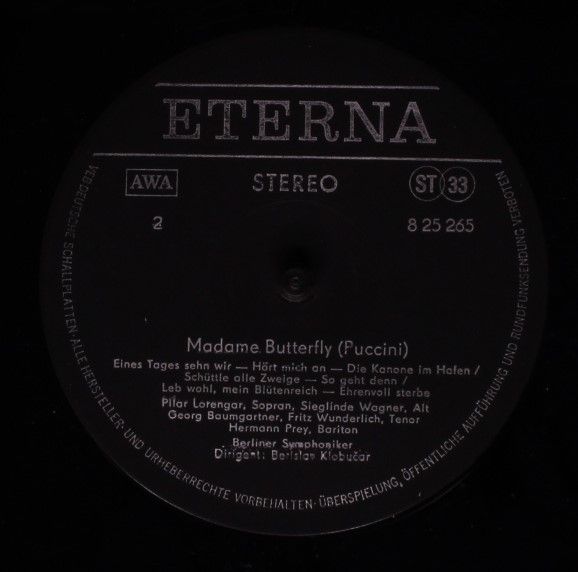 ETERNA
AWA
STEREO
ST 33
2
8 25 265
Madame Butterfly (Puccini)
Eines Tages sehn wir — Hört mich an — Die Kanone im Hafen /
Schüttle alle Zweige — So geht denn /
Leb wohl, mein Blütenreich — Ehrenvoll sterbe
Pilar Lorengar, Sopran, Sieglinde Wagner, Alt
Georg Baumgartner, Fritz Wunderlich, Tenor
Hermann Prey, Bariton
Berliner Symphoniker
Dirigent: Berislav Klobučar
VEB DEUTSCHE SCHALLPLATTEN · ALLE HERSTELLER- UND URHEBERRECHTE VORBEHALTEN · ÜBERSPIELUNG, ÖFFENTLICHE AUFFÜHRUNG UND RUNDFUNKSENDUNG VERBOTEN